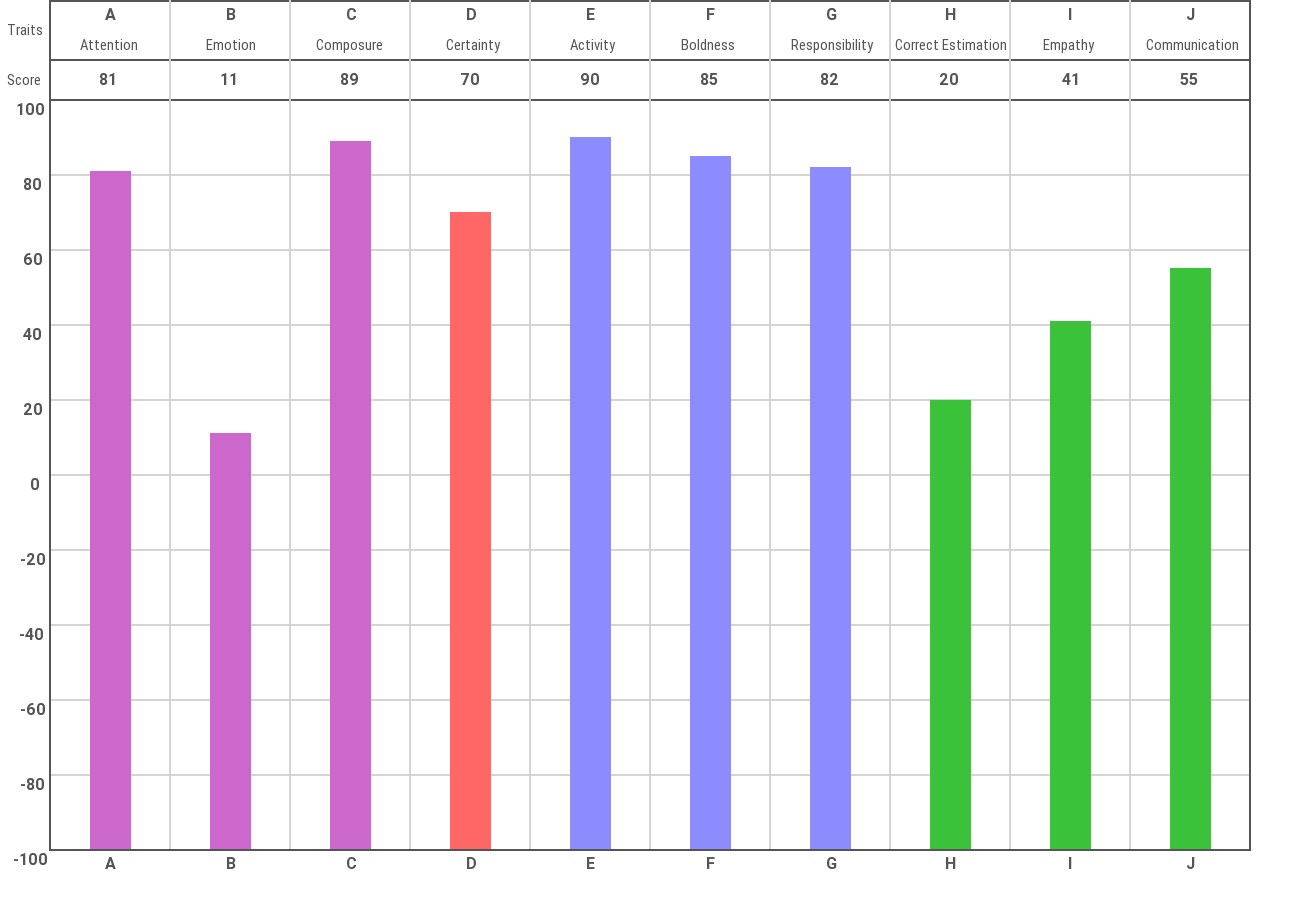 A B C D E F G H I J
Traits
Attention Emotion Composure Certainty Activity Boldness Responsibility Correct Estimation Empathy Communication
Score 81 11 89 70 90 85 82 20 41 55
100
80
60
40
20
0
-20
-40
-60
-80
-100
A B C D E F G H I J